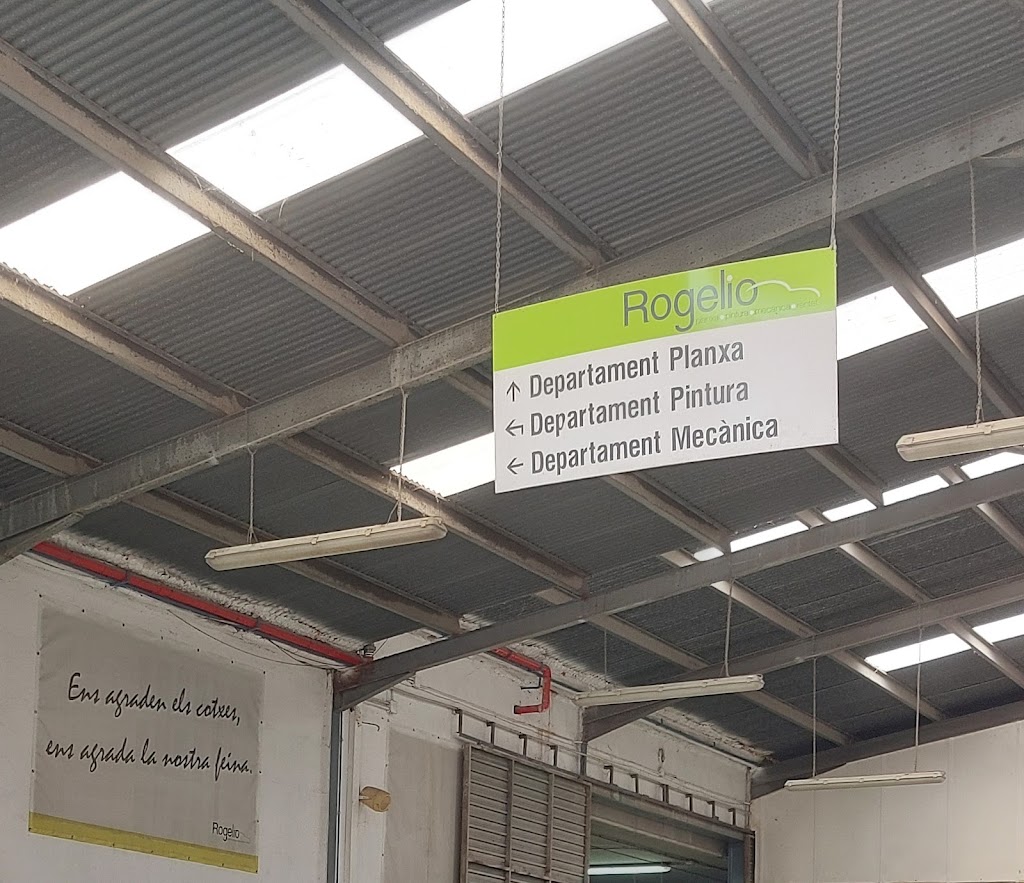 Rogelio
Departament Planxa
Departament Pintura
Departament Mecànica
Ens agraden els cotxes,
ens agrada la nostra feina.
Rogelio